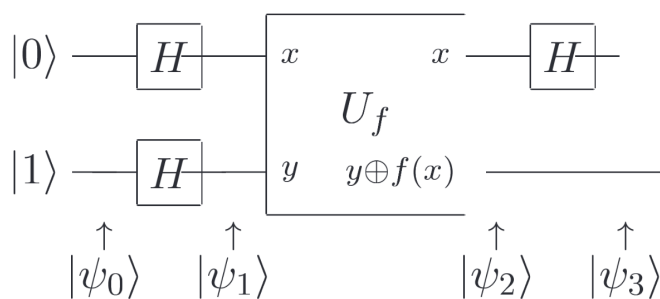 |0⟩ H x x H
U_f
|1⟩ H y y⊕f(x)
↑ ↑ ↑ ↑
|ψ₀⟩ |ψ₁⟩ |ψ₂⟩ |ψ₃⟩